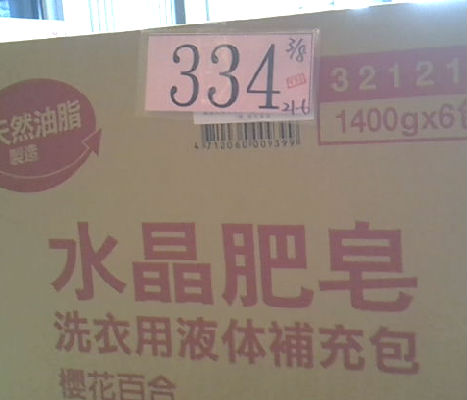 334
3/8
21-6
32121
1400gx6
4712060009399
天然油脂
製造
水晶肥皂
洗衣用液体補充包
櫻花百合